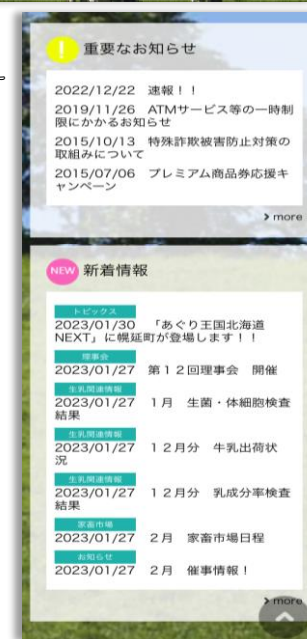 !
重要なお知らせ
2022/12/22 速報！！
2019/11/26 ATMサービス等の一時制
限にかかるお知らせ
2015/10/13 特殊詐欺被害防止対策の
取組みについて
2015/07/06 プレミアム商品券応援キ
ャンペーン
> more
NEW 新着情報
トピックス
2023/01/30 「あぐり王国北海道
NEXT」に幌延町が登場します！！
理事会
2023/01/27 第１２回理事会 開催
生乳関連情報
2023/01/27 １月 生菌・体細胞検査
結果
生乳関連情報
2023/01/27 １２月分 牛乳出荷状
況
生乳関連情報
2023/01/27 １２月分 乳成分率検査
結果
家畜市場
2023/01/27 ２月 家畜市場日程
お知らせ
2023/01/27 ２月 催事情報！
> more